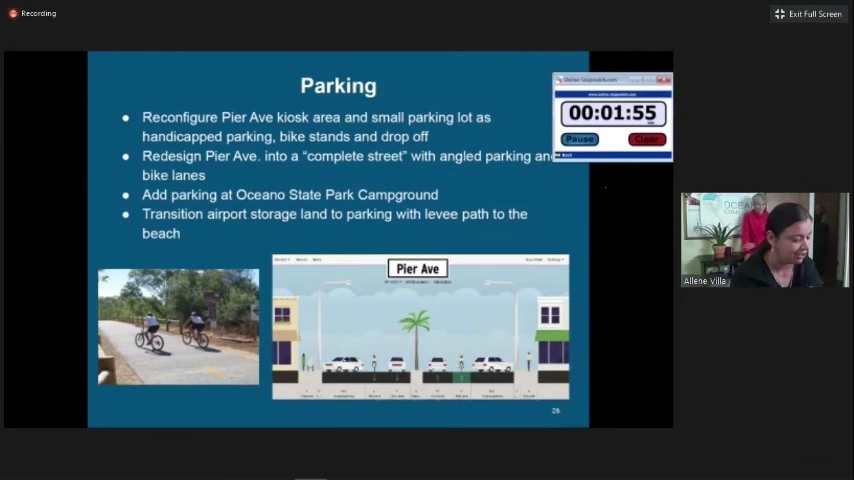 Recording
Exit Full Screen
Parking
● Reconfigure Pier Ave kiosk area and small parking lot as
handicapped parking, bike stands and drop off
● Redesign Pier Ave. into a “complete street” with angled parking an
bike lanes
● Add parking at Oceano State Park Campground
● Transition airport storage land to parking with levee path to the
beach
00:01:55
Pause
Clear
Pier Ave
OCEAN
Allene Villa
26